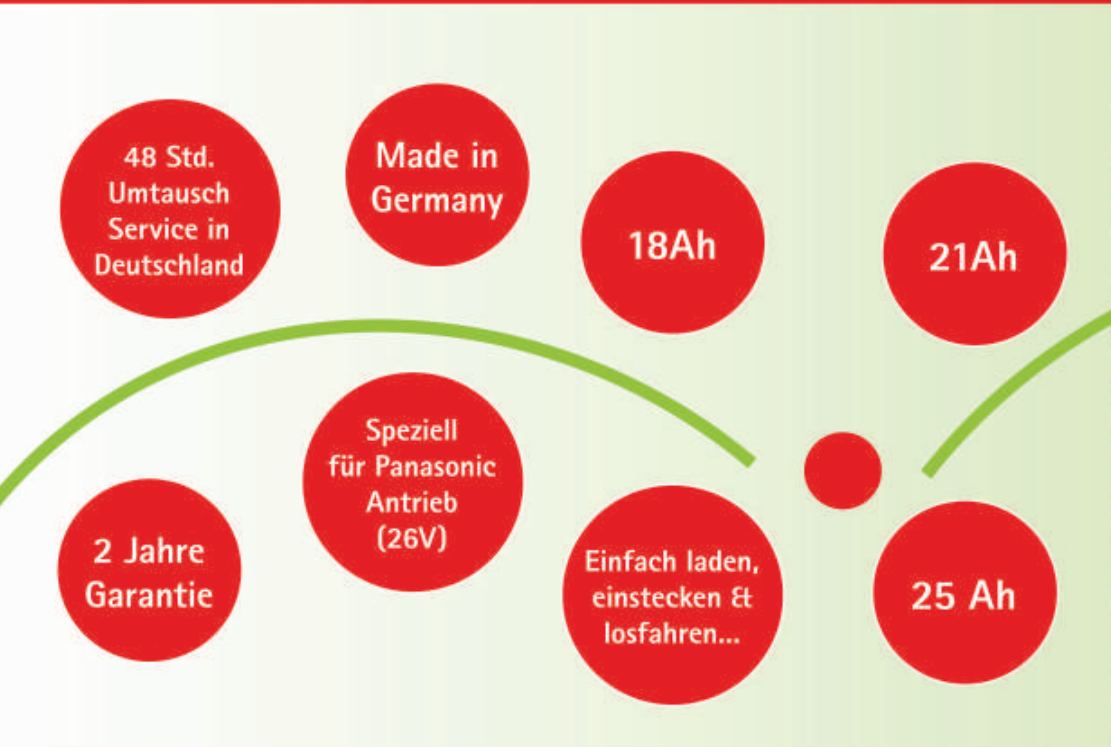 48 Std.
Umtausch
Service in
Deutschland
Made in
Germany
18Ah
21Ah
2 Jahre
Garantie
Speziell
für Panasonic
Antrieb
(26V)
Einfach laden,
einstecken &
losfahren...
25 Ah